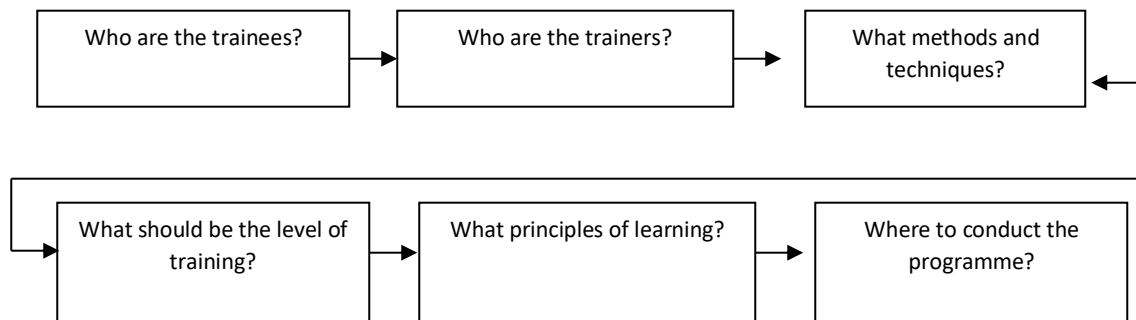 Who are the trainees?
Who are the trainers?
What methods and
techniques?
What should be the level of
training?
What principles of learning?
Where to conduct the
programme?